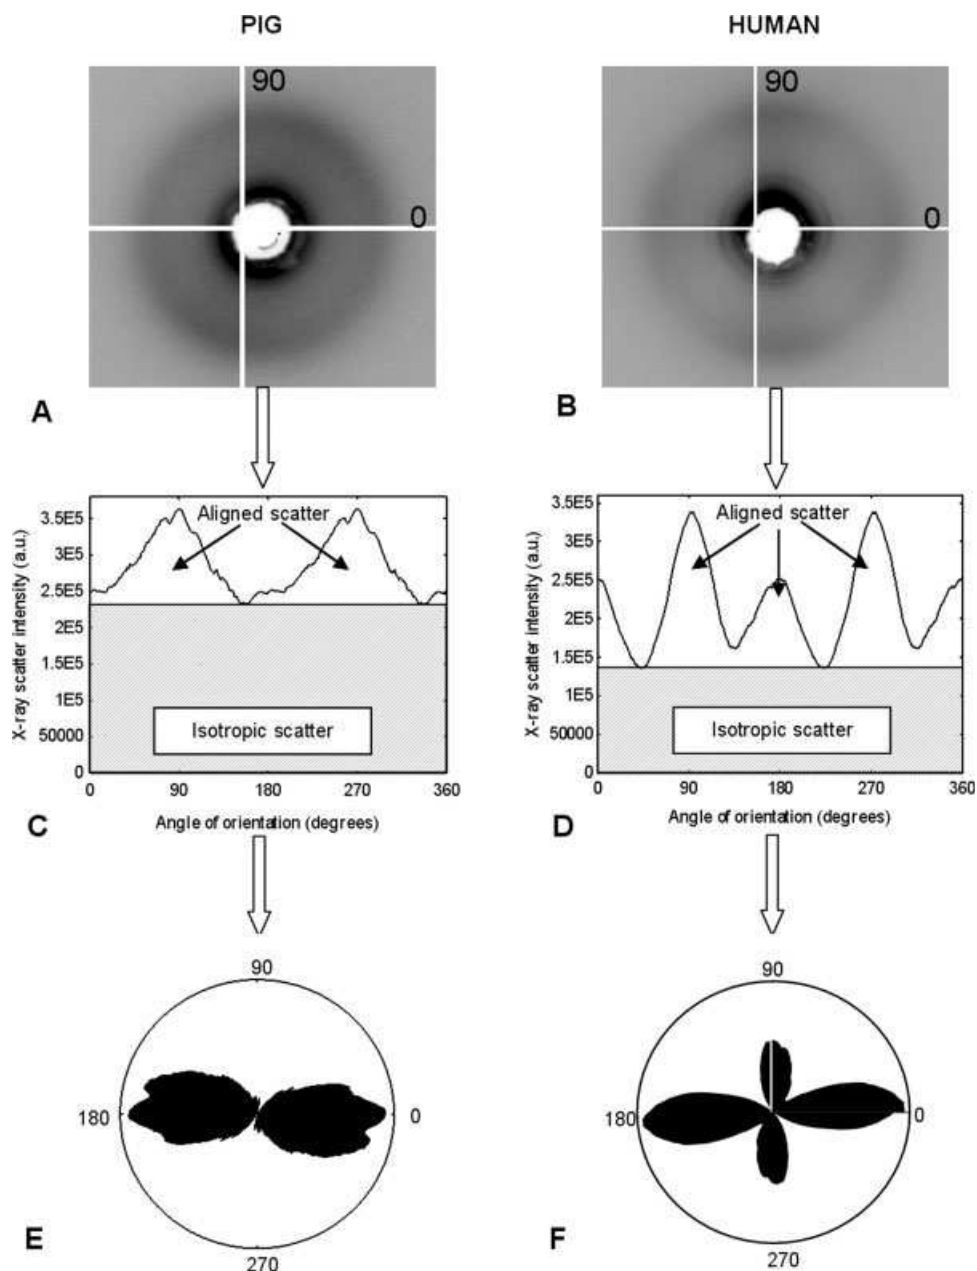 PIG
HUMAN
90
0
90
0
A
B
X-ray scatter intensity (a.u.)
3.5E5
3E5
2.5E5
2E5
1.5E5
1E5
50000
0
Aligned scatter
Isotropic scatter
0 90 180 270 360
Angle of orientation (degrees)
C
X-ray scatter intensity (a.u.)
3.5E5
3E5
2.5E5
2E5
1.5E5
1E5
50000
0
Aligned scatter
Isotropic scatter
0 90 180 270 360
Angle of orientation (degrees)
D
90
180
0
270
E
90
180
0
270
F